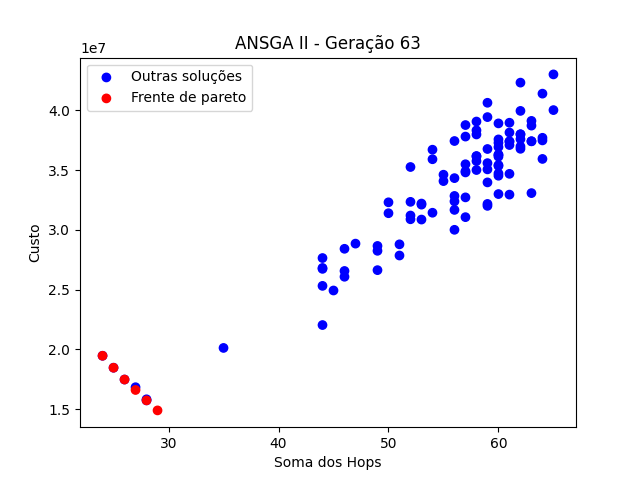 ANSGA II - Geração 63
1e7
Outras soluções
Frente de pareto
4.0
3.5
3.0
2.5
2.0
1.5
Custo
30 40 50 60
Soma dos Hops